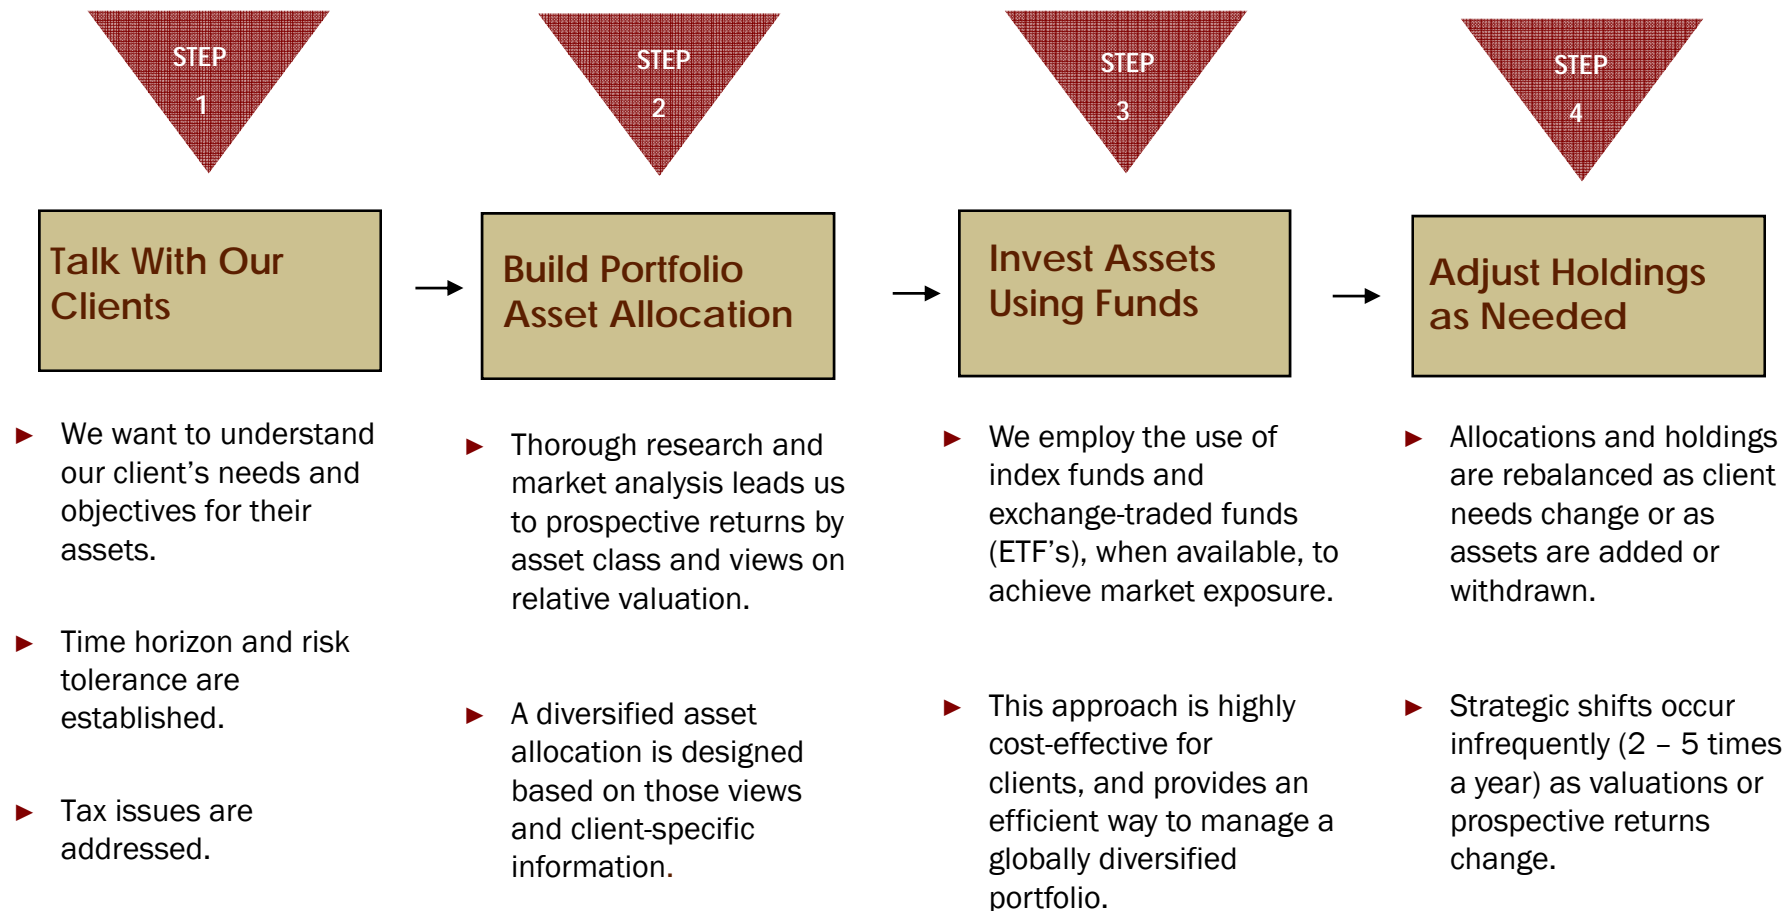 STEP
1
Talk With Our
Clients
► We want to understand
our client’s needs and
objectives for their
assets.
► Time horizon and risk
tolerance are
established.
► Tax issues are
addressed.
STEP
2
Build Portfolio
Asset Allocation
► Thorough research and
market analysis leads us
to prospective returns by
asset class and views on
relative valuation.
► A diversified asset
allocation is designed
based on those views
and client-specific
information.
STEP
3
Invest Assets
Using Funds
► We employ the use of
index funds and
exchange-traded funds
(ETF’s), when available, to
achieve market exposure.
► This approach is highly
cost-effective for
clients, and provides an
efficient way to manage a
globally diversified
portfolio.
STEP
4
Adjust Holdings
as Needed
► Allocations and holdings
are rebalanced as client
needs change or as
assets are added or
withdrawn.
► Strategic shifts occur
infrequently (2 – 5 times
a year) as valuations or
prospective returns
change.